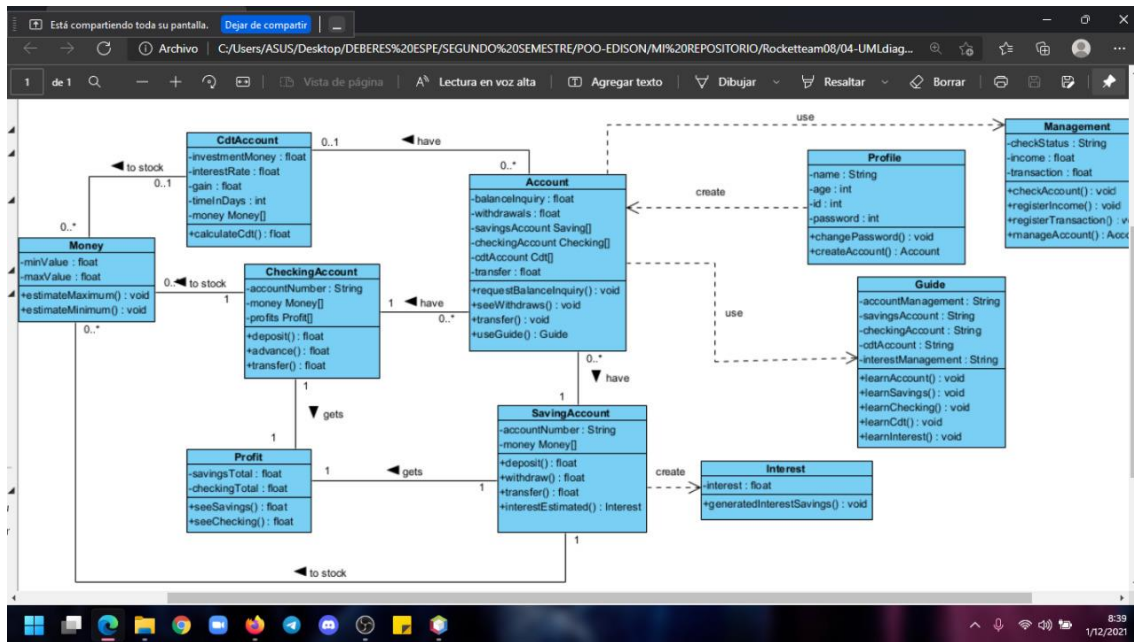 Está compartiendo toda su pantalla. Dejar de compartir
Archivo C:/Users/ASUS/Desktop/DEBERES%20ESPE/SEGUNDO%20SEMESTRE/POO-EDISON/MI%20REPOSITORIO/Rocketteam08/04-UMLdiag...
1 de 1 Vista de página Lectura en voz alta Agregar texto Dibujar Resaltar Borrar
CdtAccount
-investmentMoney : float
-interestRate : float
-gain : float
-timeInDays : int
-money Money[]
+calculateCdt() : float
0..1
have
0..*
to stock
0..1
0..*
use
Management
-checkStatus : String
-income : float
-transaction : float
+checkAccount() : void
+registerIncome() : void
+registerTransaction() : v
+manageAccount() : Acco
Profile
-name : String
-age : int
-id : int
-password : int
+changePassword() : void
+createAccount() : Account
create
Account
-balanceInquiry : float
-withdrawals : float
-savingsAccount Saving[]
-checkingAccount Checking[]
-cdtAccount Cdt[]
-transfer : float
+requestBalanceInquiry() : void
+seeWithdraws() : void
+transfer() : void
+useGuide() : Guide
Money
-minValue : float
-maxValue : float
+estimateMaximum() : void
+estimateMinimum() : void
0..*
to stock
1
CheckingAccount
-accountNumber : String
-money Money[]
-profits Profit[]
+deposit() : float
+advance() : float
+transfer() : float
1
have
0..*
use
Guide
-accountManagement : String
-savingsAccount : String
-checkingAccount : String
-cdtAccount : String
-interestManagement : String
+learnAccount() : void
+learnSavings() : void
+learnChecking() : void
+learnCdt() : void
+learnInterest() : void
0..*
have
1
1
gets
1
SavingAccount
-accountNumber : String
-money Money[]
+deposit() : float
+withdraw() : float
+transfer() : float
+interestEstimated() : Interest
Profit
-savingsTotal : float
-checkingTotal : float
+seeSavings() : float
+seeChecking() : float
1
gets
1
create
Interest
-interest : float
+generatedInterestSavings() : void
1
to stock
8:39
1/12/2021